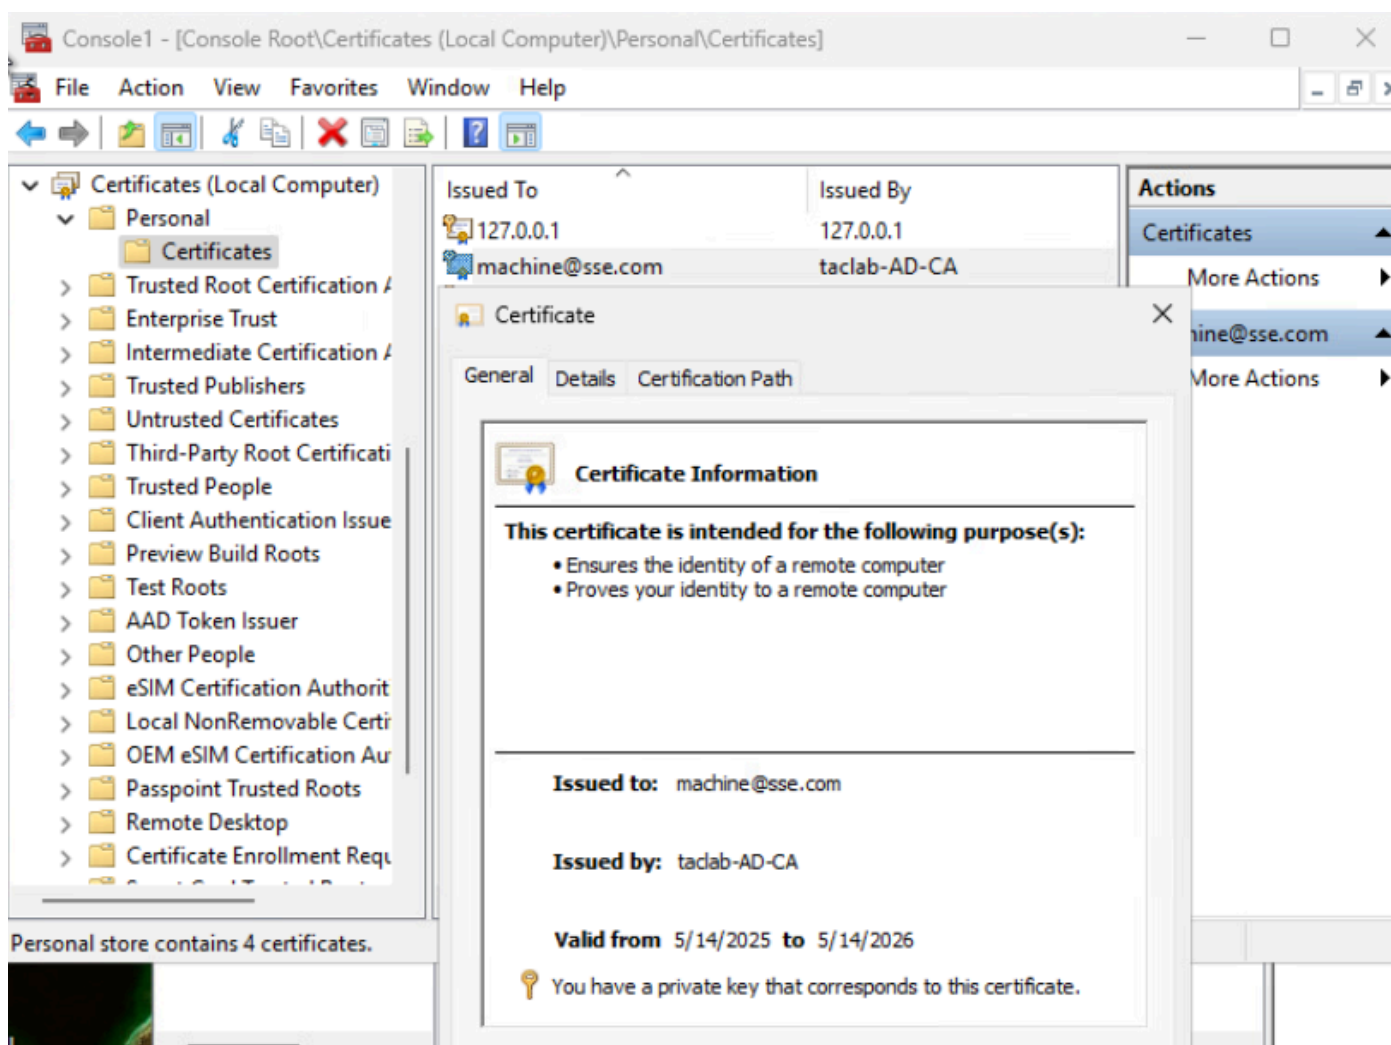 Console1 - [Console Root\Certificates (Local Computer)\Personal\Certificates]
File Action View Favorites Window Help
Certificates (Local Computer)
Personal
Certificates
Trusted Root Certification
Enterprise Trust
Intermediate Certification
Trusted Publishers
Untrusted Certificates
Third-Party Root Certificati
Trusted People
Client Authentication Issue
Preview Build Roots
Test Roots
AAD Token Issuer
Other People
eSIM Certification Authorit
Local NonRemovable Certi
OEM eSIM Certification Au
Passpoint Trusted Roots
Remote Desktop
Certificate Enrollment Requ
Issued To Issued By
127.0.0.1 127.0.0.1
machine@sse.com taclab-AD-CA
Actions
Certificates
More Actions
hine@sse.com
More Actions
Certificate
General Details Certification Path
Certificate Information
This certificate is intended for the following purpose(s):
• Ensures the identity of a remote computer
• Proves your identity to a remote computer
Issued to: machine@sse.com
Issued by: taclab-AD-CA
Valid from 5/14/2025 to 5/14/2026
You have a private key that corresponds to this certificate.
Personal store contains 4 certificates.